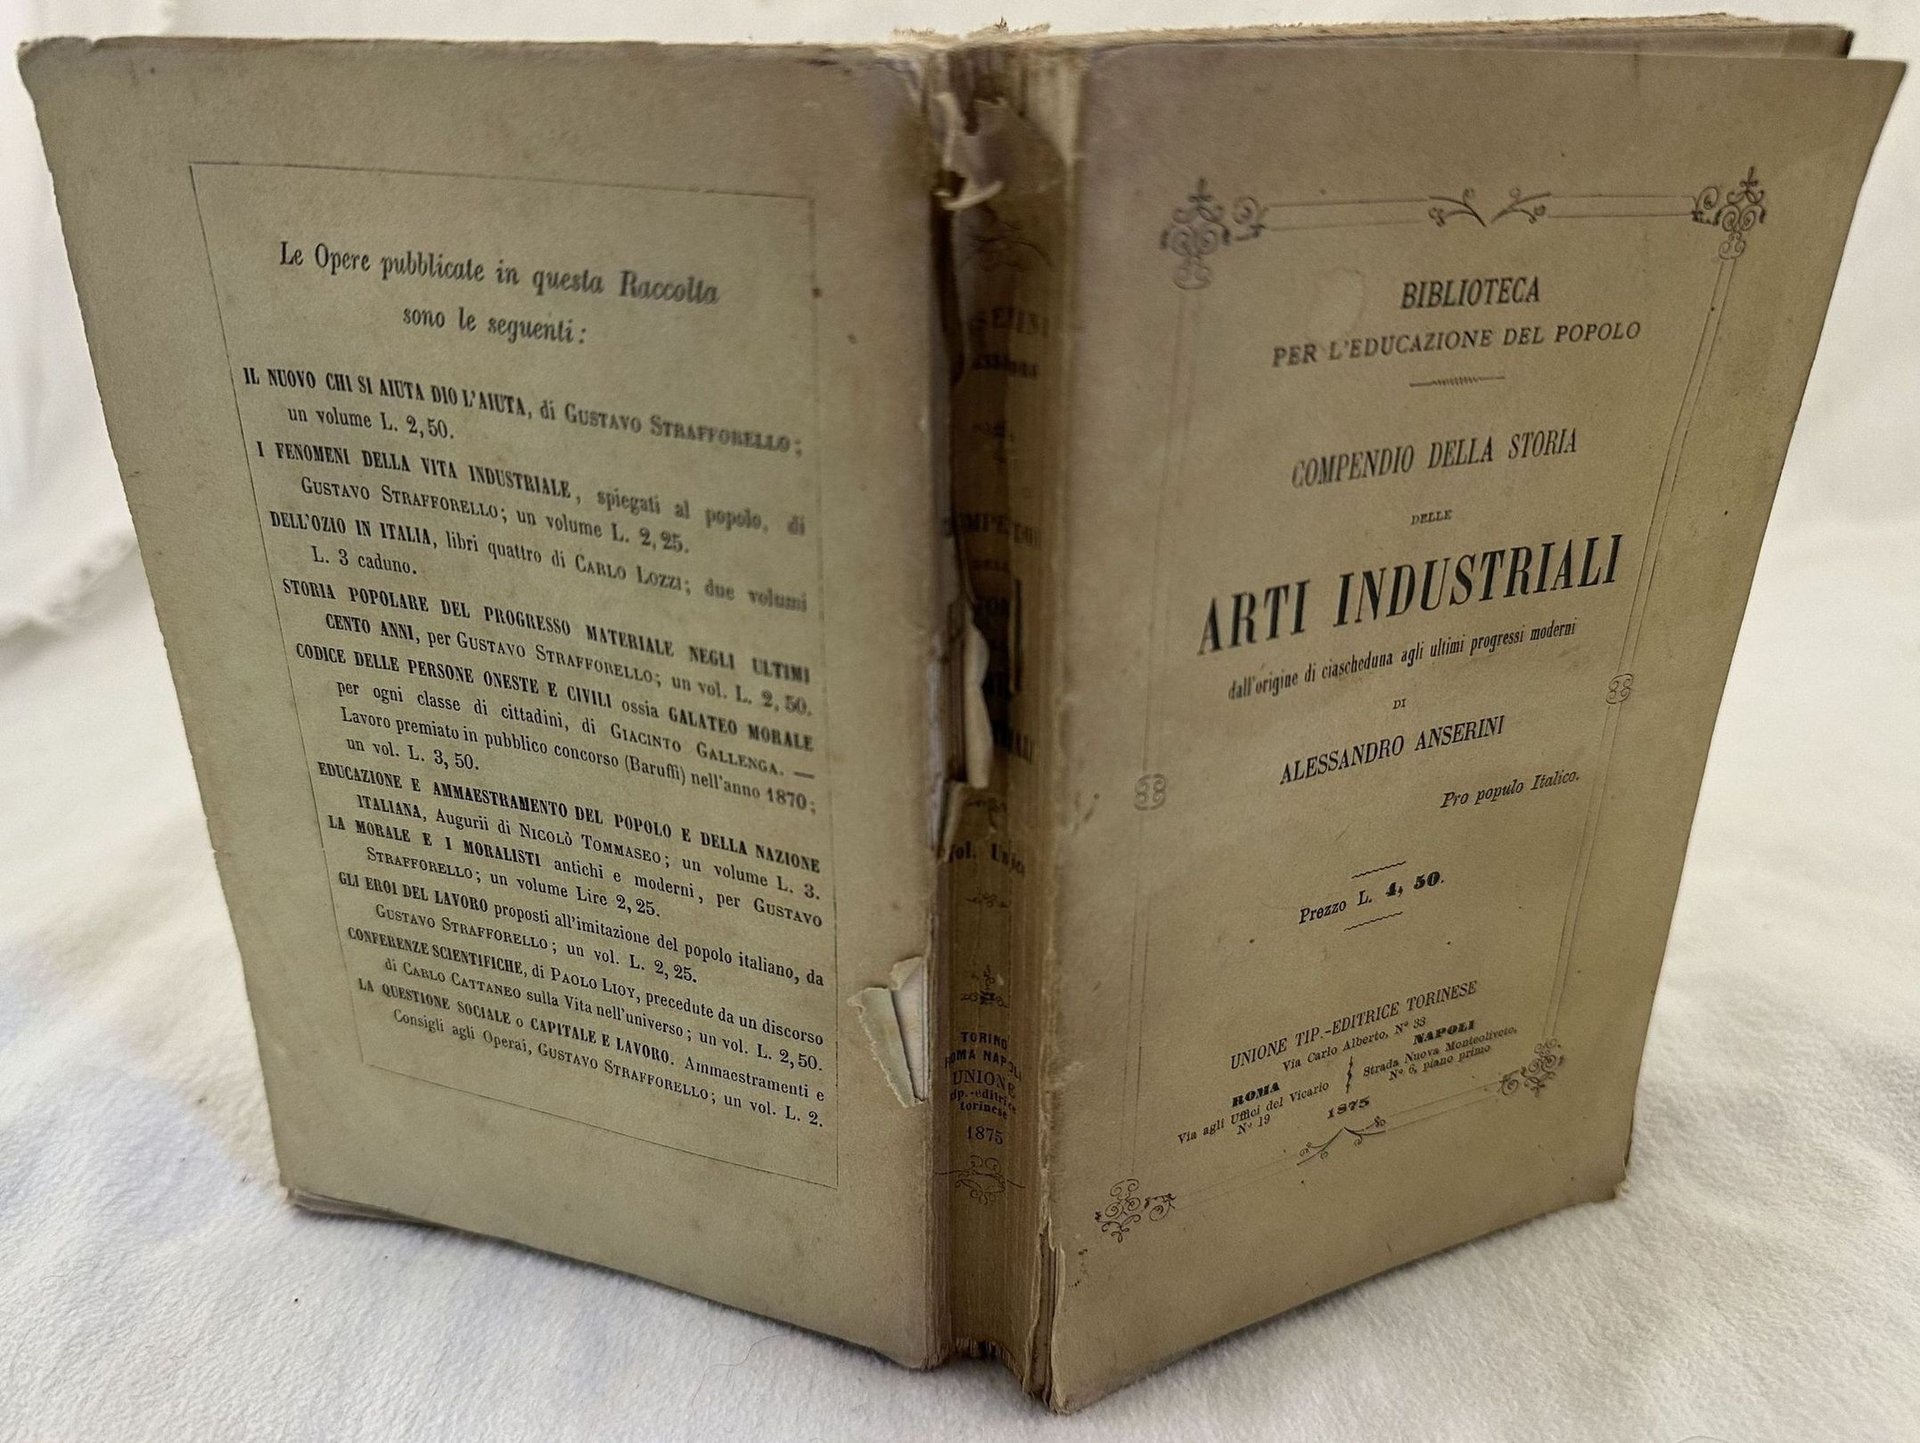 Le Opere pubblicate in questa Raccolta
sono le seguenti:
IL NUOVO CHI SI AIUTA DIO L'AIUTA, di GUSTAVO STRAFFORELLO;
un volume L. 2,50.
I FENOMENI DELLA VITA INDUSTRIALE, spiegati al popolo, di
GUSTAVO STRAFFORELLO; un volume L. 2,25.
DELL'OZIO IN ITALIA, libri quattro di CARLO LOZZI; due volumi
L. 3 caduno.
STORIA POPOLARE DEL PROGRESSO MATERIALE NEGLI ULTIMI
CENTO ANNI, per GUSTAVO STRAFFORELLO; un vol. L. 2,50.
CODICE DELLE PERSONE ONESTE E CIVILI ossia GALATEO MORALE
per ogni classe di cittadini, di GIACINTO GALLENGA. —
Lavoro premiato in pubblico concorso (Baruffi) nell'anno 1870;
un vol. L. 3, 50.
EDUCAZIONE E AMMAESTRAMENTO DEL POPOLO E DELLA NAZIONE
ITALIANA, Augurii di NICOLÒ TOMMASEO; un volume L. 3.
LA MORALE E I MORALISTI antichi e moderni, per GUSTAVO
STRAFFORELLO; un volume Lire 2,25.
GLI EROI DEL LAVORO proposti all'imitazione del popolo italiano, da
GUSTAVO STRAFFORELLO; un vol. L. 2,25.
CONFERENZE SCIENTIFICHE, di PAOLO LIOY, precedute da un discorso
di CARLO CATTANEO sulla Vita nell'universo; un vol. L. 2,50.
LA QUESTIONE SOCIALE o CAPITALE E LAVORO. Ammaestramenti e
Consigli agli Operai, GUSTAVO STRAFFORELLO; un vol. L. 2.
TORINO
ROMA NAPOLI
UNIONE
tip.-editrice
torinese
1875
BIBLIOTECA
PER L'EDUCAZIONE DEL POPOLO
COMPENDIO DELLA STORIA
DELLE
ARTI INDUSTRIALI
dall'origine di ciascheduna agli ultimi progressi moderni
DI
ALESSANDRO ANSERINI
Pro populo Italico.
Prezzo L. 4, 50.
UNIONE TIP.-EDITRICE TORINESE
Via Carlo Alberto, N° 33
ROMA
Via agli Uffici del Vicario
N° 19
NAPOLI
Strada Nuova Monteoliveto,
N° 6, piano primo
1875